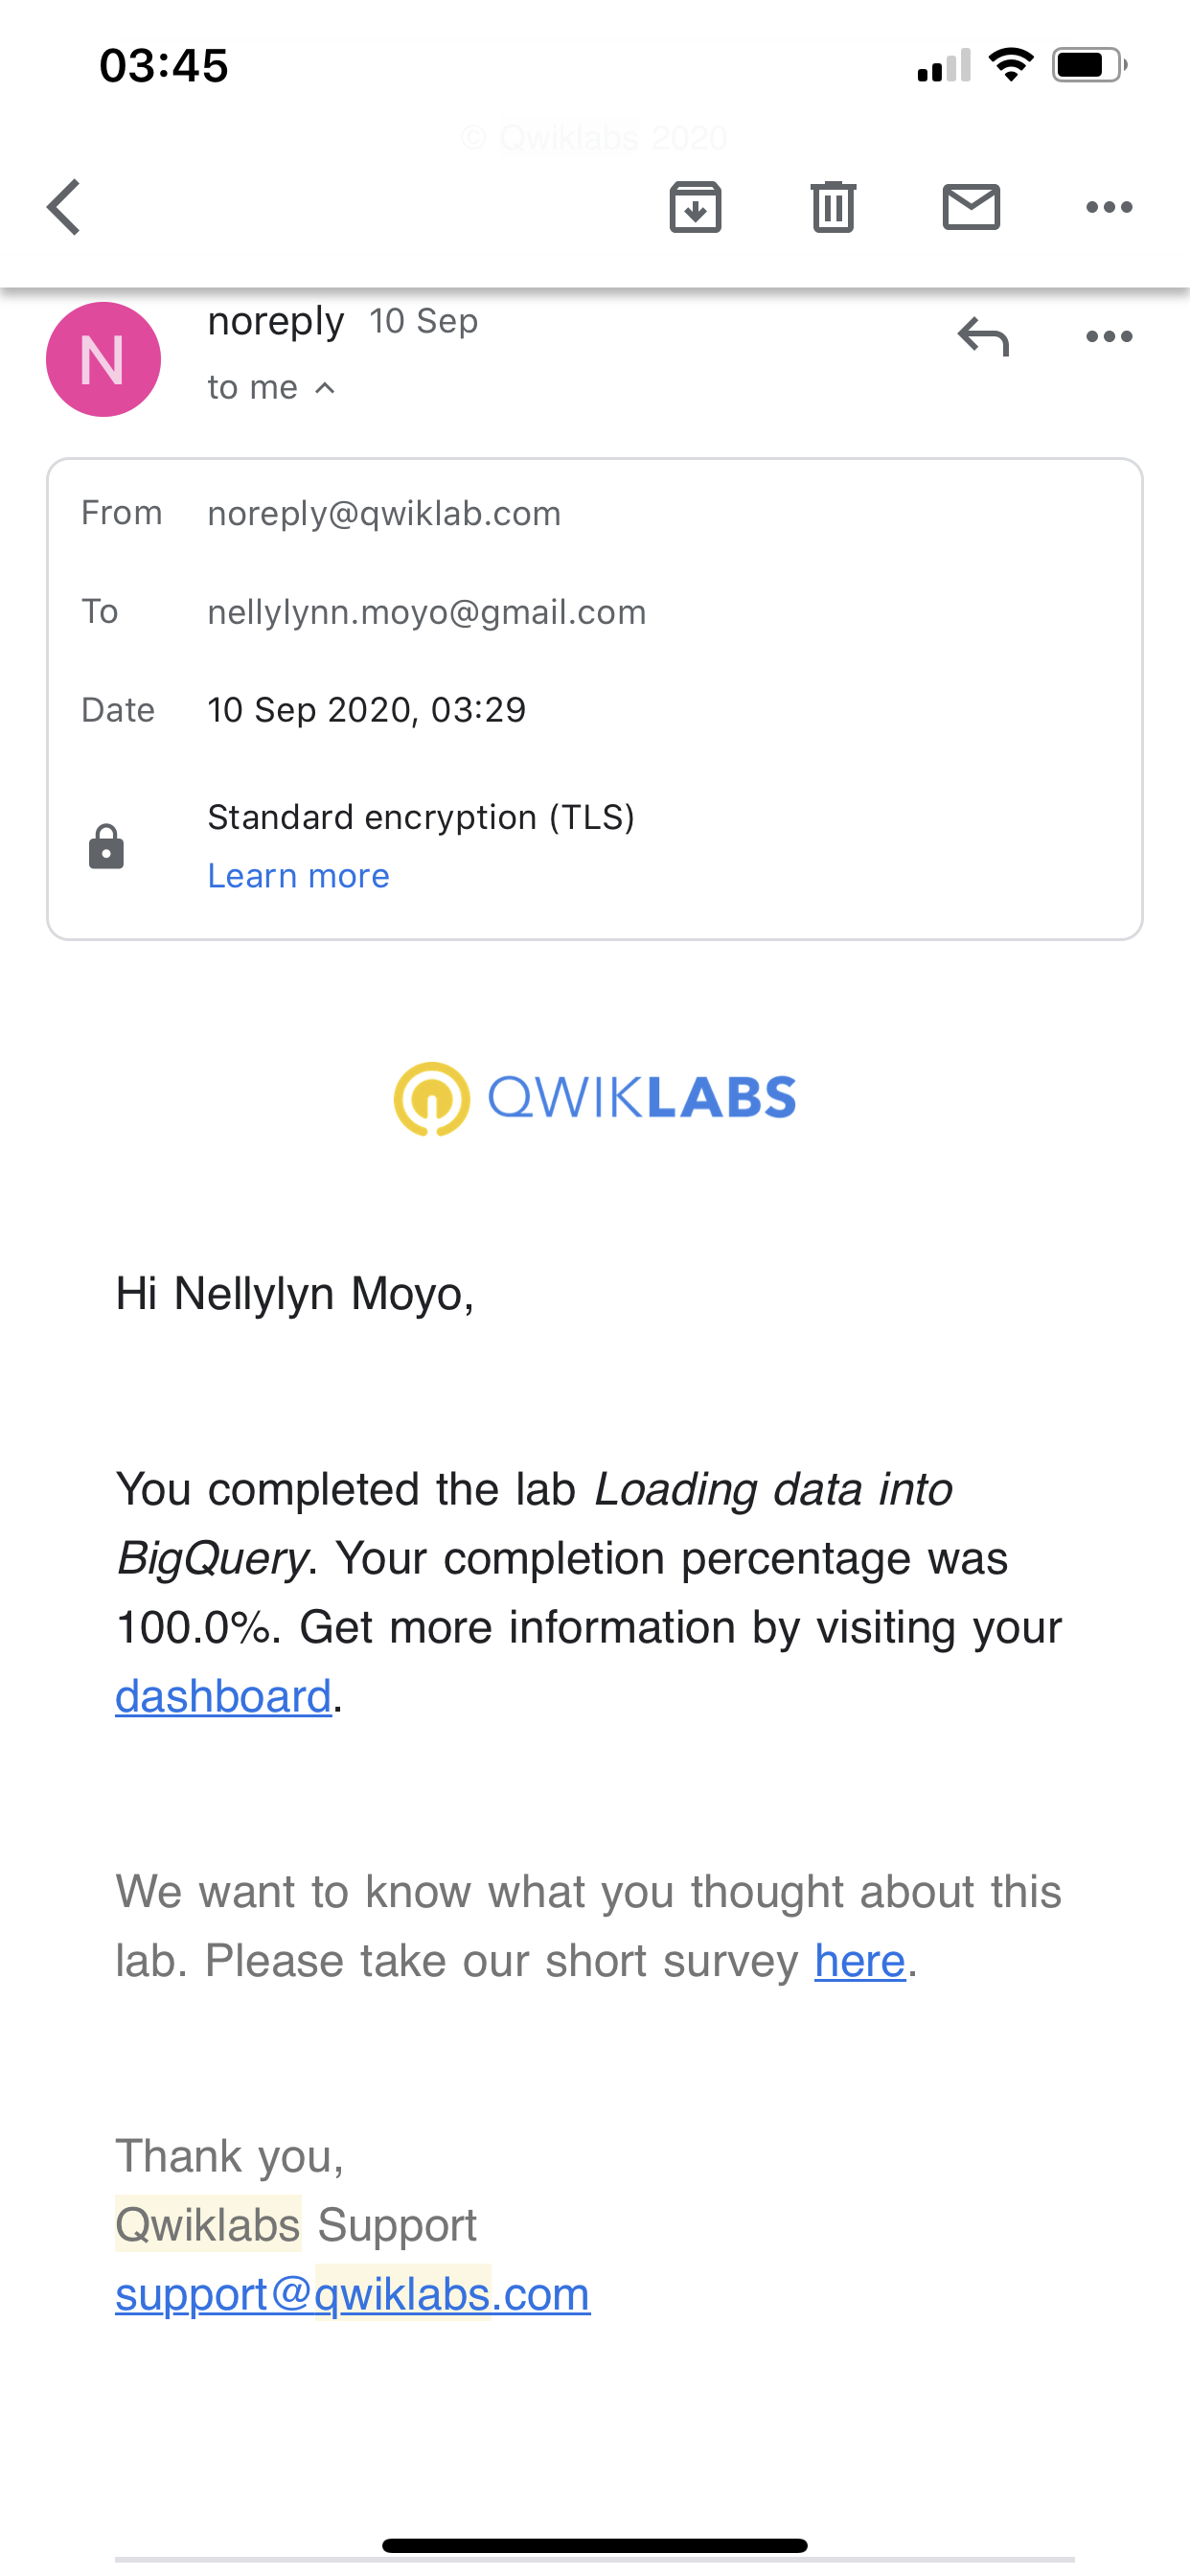 03:45
© Qwiklabs 2020
N
noreply 10 Sep
to me
From noreply@qwiklab.com
To nellylynn.moyo@gmail.com
Date 10 Sep 2020, 03:29
Standard encryption (TLS)
Learn more
QWIKLABS
Hi Nellylyn Moyo,
You completed the lab Loading data into
BigQuery. Your completion percentage was
100.0%. Get more information by visiting your
dashboard.
We want to know what you thought about this
lab. Please take our short survey here.
Thank you,
Qwiklabs Support
support@qwiklabs.com